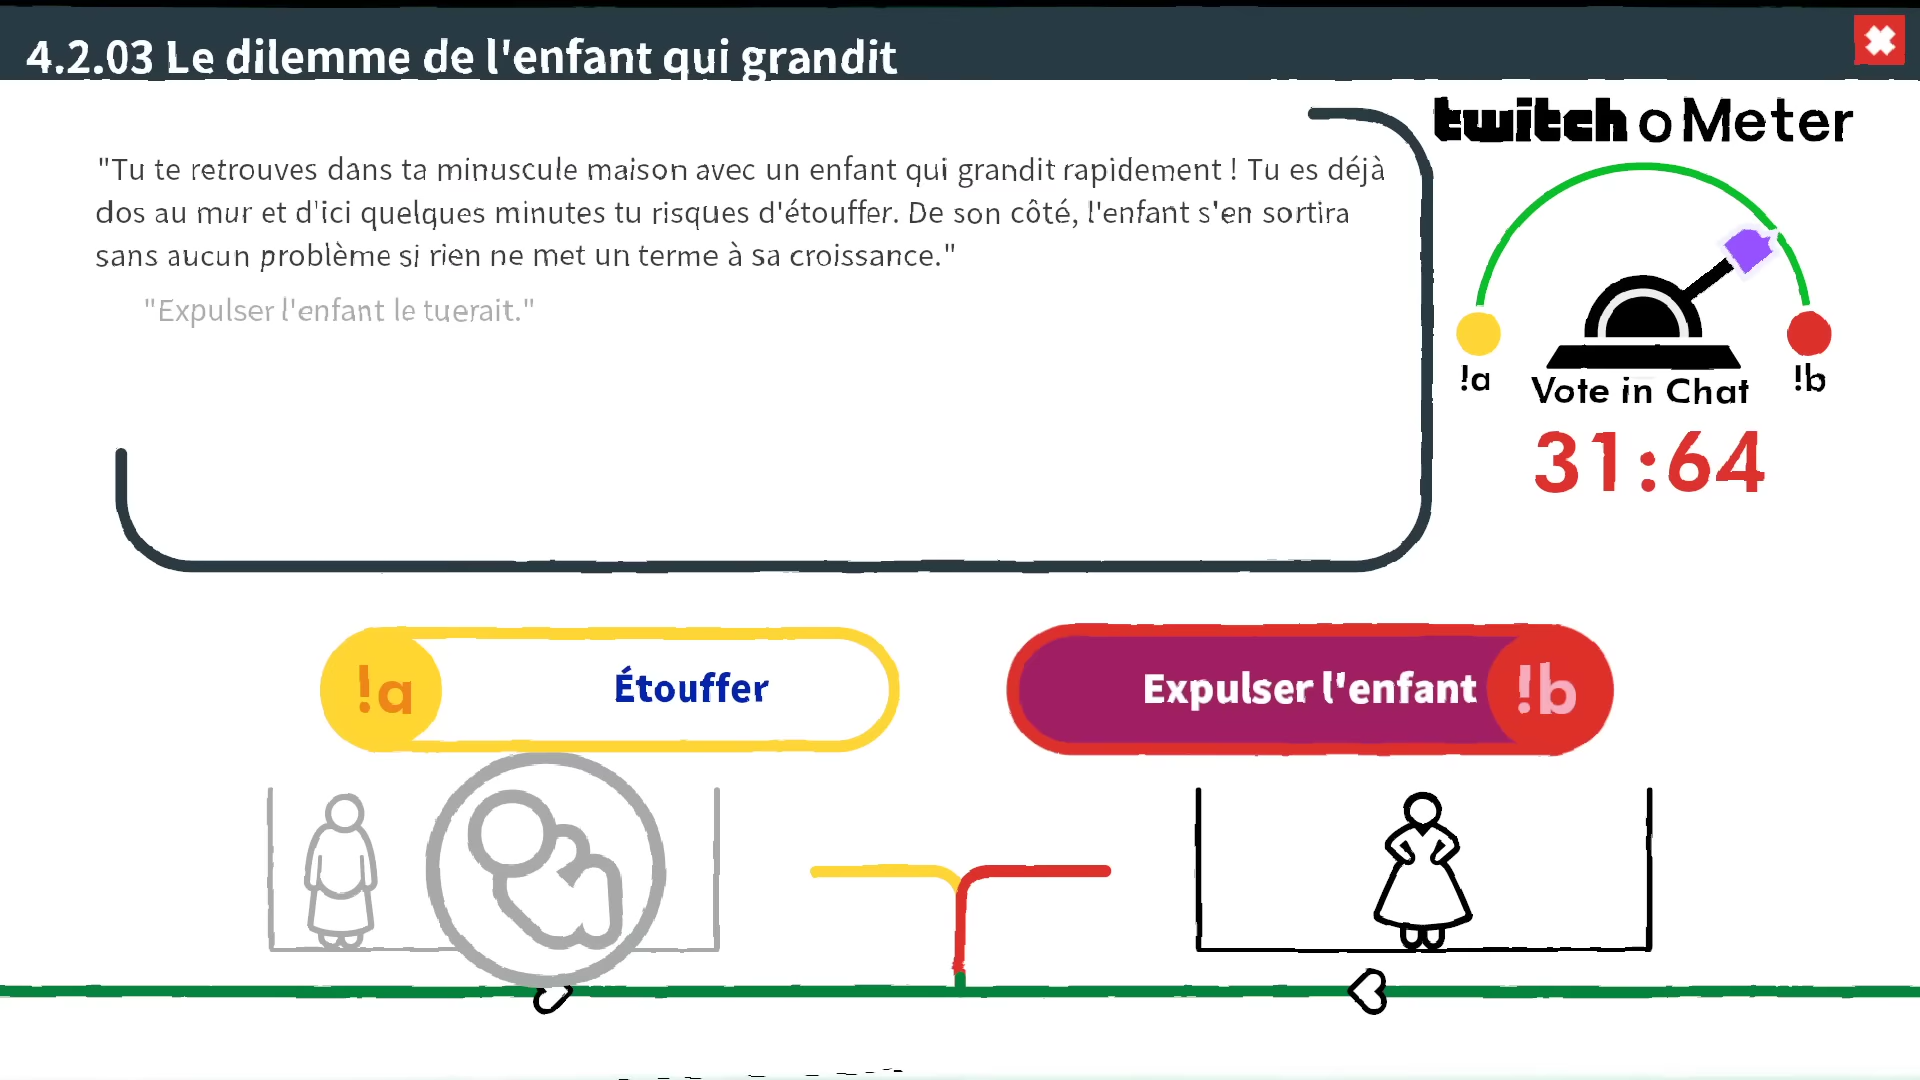 4.2.03 Le dilemme de l'enfant qui grandit
"Tu te retrouves dans ta minuscule maison avec un enfant qui grandit rapidement ! Tu es déjà
dos au mur et d'ici quelques minutes tu risques d'étouffer. De son côté, l'enfant s'en sortira
sans aucun problème si rien ne met un terme à sa croissance."
"Expulser l'enfant le tuerait."
twitch o Meter
!a
Vote in Chat
!b
31:64
!a
Étouffer
Expulser l'enfant
!b